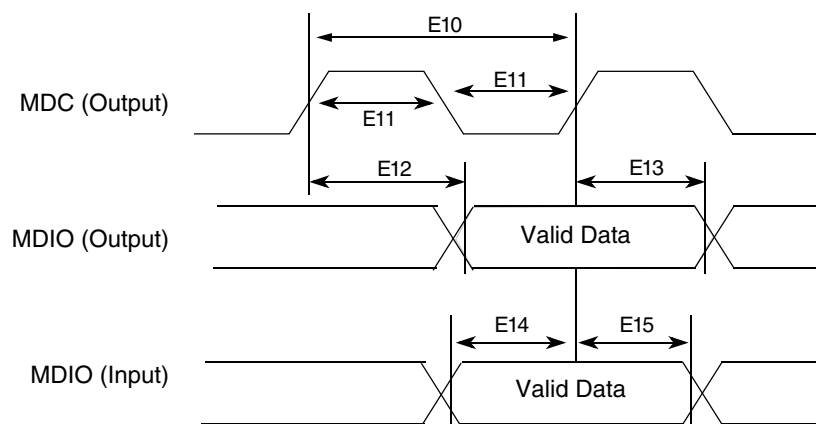 E10
MDC (Output)
E11
E11
E12
E13
MDIO (Output)
Valid Data
E14
E15
MDIO (Input)
Valid Data